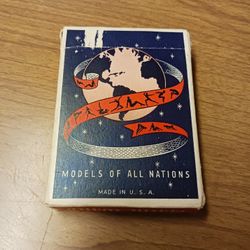 MODELS OF ALL NATIONS
MADE IN U. S. A.